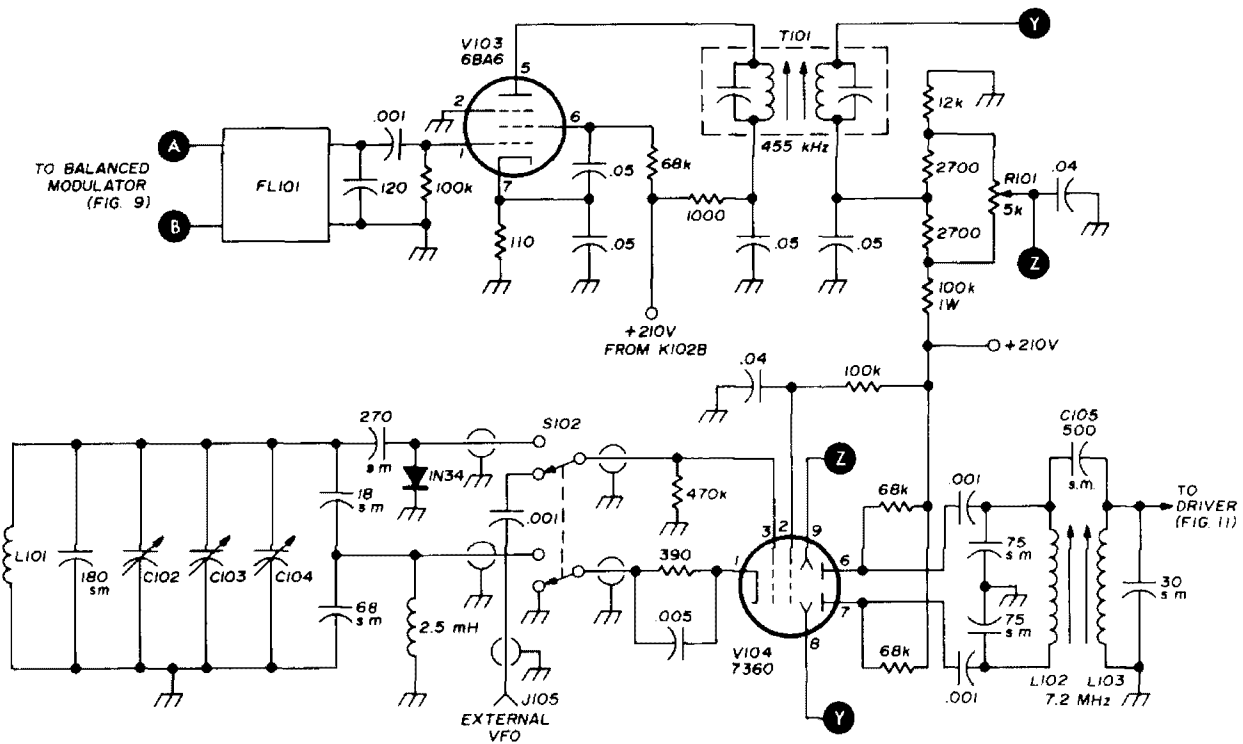 V103
6BA6
5
2
6
1
7
T101
Y
455 kHz
12k
2700
R101
5k
.04
2700
Z
100k
1W
+210V
A
TO BALANCED
MODULATOR
(FIG. 9)
B
FL101
.001
120
100k
110
.05
.05
68k
1000
.05
.05
+210V
FROM K102B
.04
100k
270
s m
1N34
S102
18
s m
L101
180
s m
C102
C103
C104
68
s m
2.5 mH
.001
J105
EXTERNAL
VFO
470k
390
.005
3
2
9
1
6
7
8
V104
7360
Z
Y
68k
68k
.001
.001
75
s m
75
s m
C105
500
s.m.
L102
L103
7.2 MHz
30
s m
TO
DRIVER
(FIG. 11)